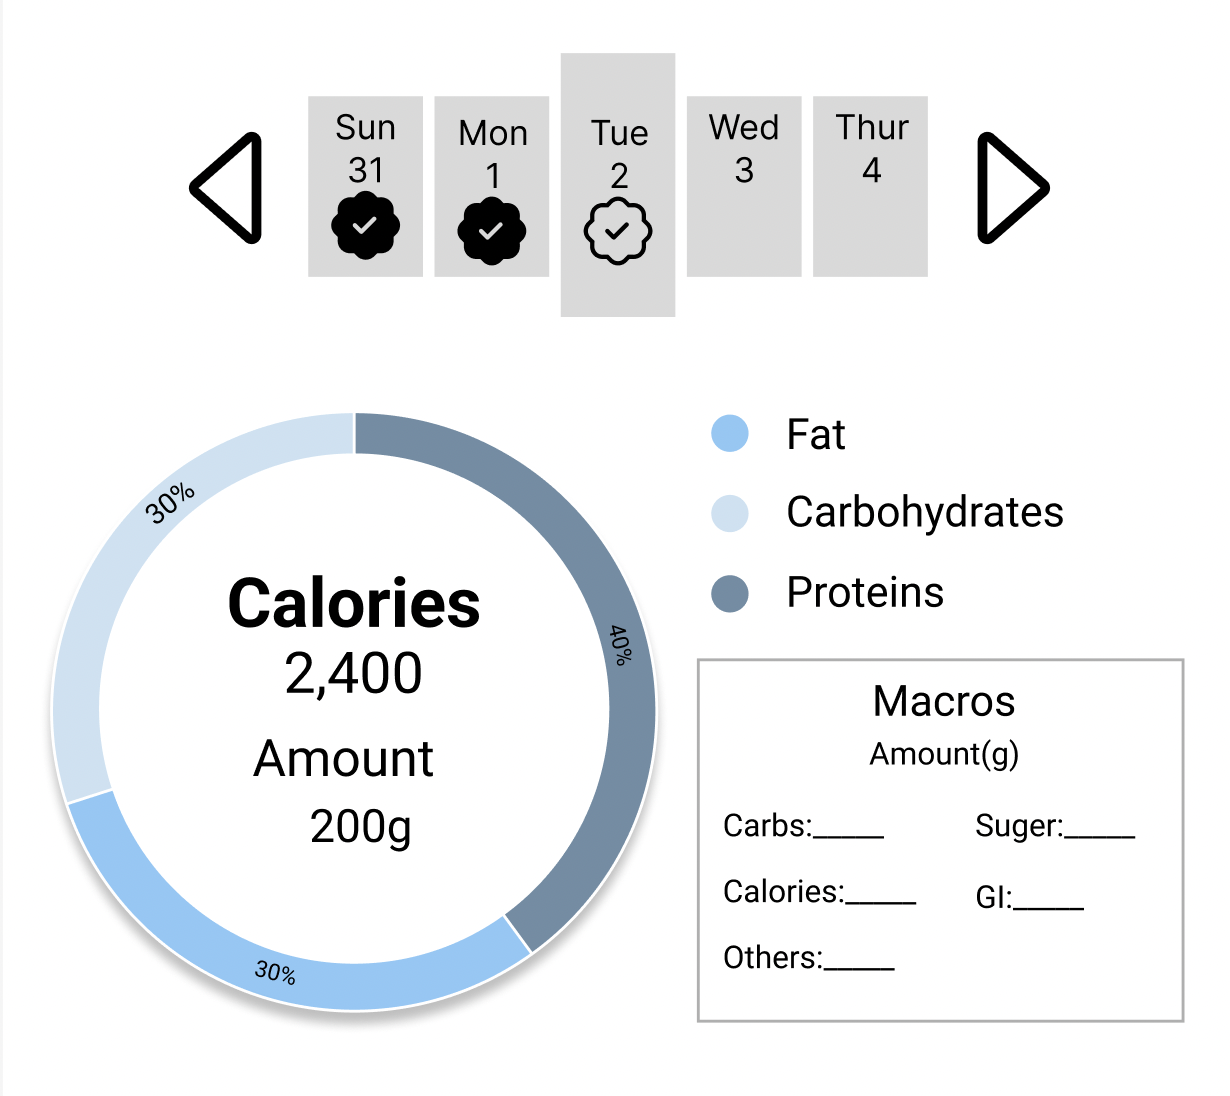 Sun
31
Mon
1
Tue
2
Wed
3
Thur
4
30%
40%
30%
Calories
2,400
Amount
200g
Fat
Carbohydrates
Proteins
Macros
Amount(g)
Carbs:_____ Suger:_____
Calories:_____ GI:_____
Others:_____